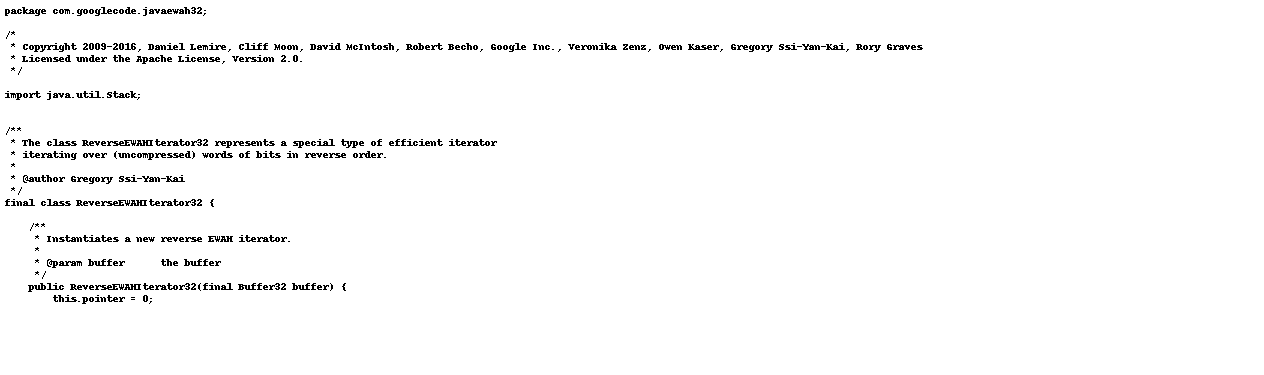 package com.googlecode.javaewah32;

/*
 * Copyright 2009-2016, Daniel Lemire, Cliff Moon, David McIntosh, Robert Becho, Google Inc., Veronika Zenz, Owen Kaser, Gregory Ssi-Yan-Kai, Rory Graves
 * Licensed under the Apache License, Version 2.0.
 */

import java.util.Stack;


/**
 * The class ReverseEWAHIterator32 represents a special type of efficient iterator
 * iterating over (uncompressed) words of bits in reverse order.
 *
 * @author Gregory Ssi-Yan-Kai
 */
final class ReverseEWAHIterator32 {

    /**
     * Instantiates a new reverse EWAH iterator.
     *
     * @param buffer      the buffer
     */
    public ReverseEWAHIterator32(final Buffer32 buffer) {
        this.pointer = 0;